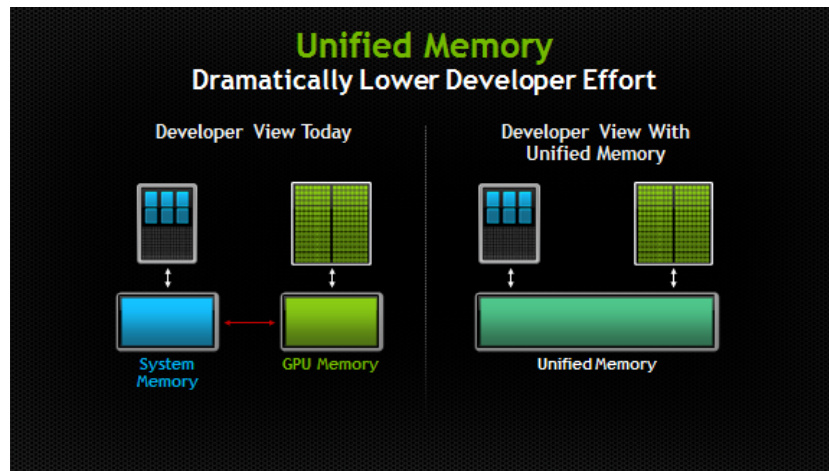 Unified Memory
Dramatically Lower Developer Effort
Developer View Today
Developer View With
Unified Memory
System
Memory
GPU Memory
Unified Memory